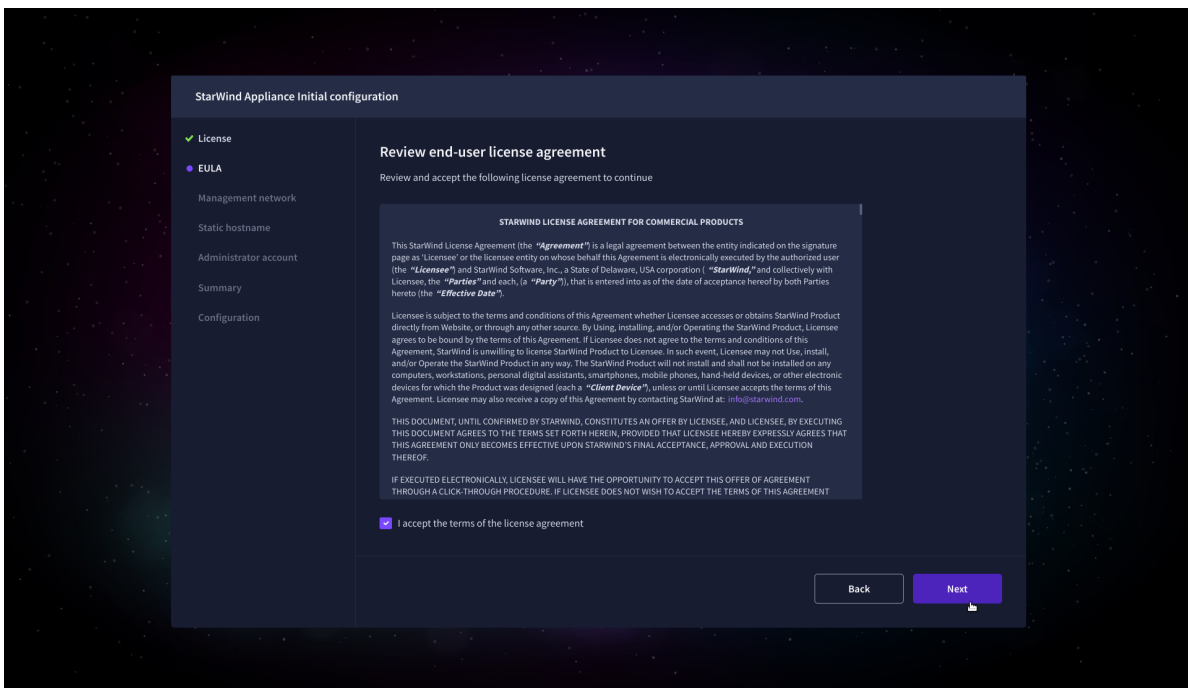 StarWind Appliance Initial configuration
License
EULA
Management network
Static hostname
Administrator account
Summary
Configuration
Review end-user license agreement
Review and accept the following license agreement to continue
STARWIND LICENSE AGREEMENT FOR COMMERCIAL PRODUCTS
This StarWind License Agreement (the “Agreement”) is a legal agreement between the entity indicated on the signature
page as ‘Licensee’ or the licensee entity on whose behalf this Agreement is electronically executed by the authorized user
(the “Licensee”) and StarWind Software, Inc., a State of Delaware, USA corporation ( “StarWind,” and collectively with
Licensee, the “Parties” and each, (a “Party”)), that is entered into as of the date of acceptance hereof by both Parties
hereto (the “Effective Date”).
Licensee is subject to the terms and conditions of this Agreement whether Licensee accesses or obtains StarWind Product
directly from Website, or through any other source. By Using, installing, and/or Operating the StarWind Product, Licensee
agrees to be bound by the terms of this Agreement. If Licensee does not agree to the terms and conditions of this
Agreement, StarWind is unwilling to license StarWind Product to Licensee. In such event, Licensee may not Use, install,
and/or Operate the StarWind Product in any way. The StarWind Product will not install and shall not be installed on any
computers, workstations, personal digital assistants, smartphones, mobile phones, hand-held devices, or other electronic
devices for which the Product was designed (each a “Client Device”), unless or until Licensee accepts the terms of this
Agreement. Licensee may also receive a copy of this Agreement by contacting StarWind at: info@starwind.com.
THIS DOCUMENT, UNTIL CONFIRMED BY STARWIND, CONSTITUTES AN OFFER BY LICENSEE, AND LICENSEE, BY EXECUTING
THIS DOCUMENT AGREES TO THE TERMS SET FORTH HEREIN, PROVIDED THAT LICENSEE HEREBY EXPRESSLY AGREES THAT
THIS AGREEMENT ONLY BECOMES EFFECTIVE UPON STARWIND'S FINAL ACCEPTANCE, APPROVAL AND EXECUTION
THEREOF.
IF EXECUTED ELECTRONICALLY, LICENSEE WILL HAVE THE OPPORTUNITY TO ACCEPT THIS OFFER OF AGREEMENT
THROUGH A CLICK-THROUGH PROCEDURE. IF LICENSEE DOES NOT WISH TO ACCEPT THE TERMS OF THIS AGREEMENT
I accept the terms of the license agreement
Back
Next